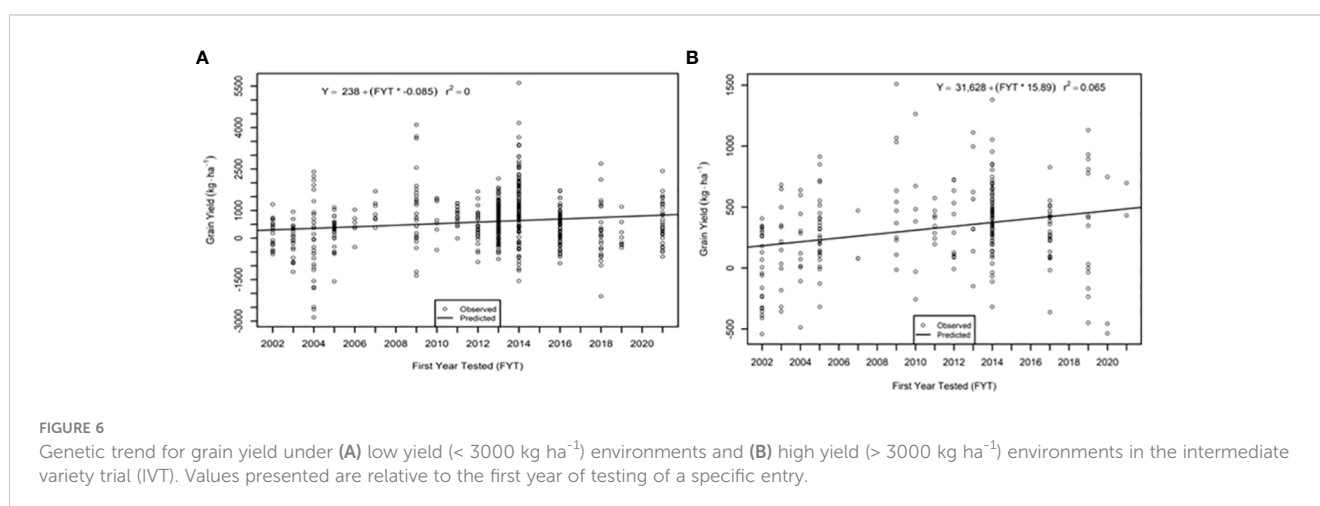 A
Y = 238 + (FYT * -0.085) r² = 0
Grain Yield (kg·ha⁻¹)
5500
4000
2500
1000
0
-1500
-3000
Observed
Predicted
2002 2004 2006 2008 2010 2012 2014 2016 2018 2020
First Year Tested (FYT)
B
Y = 31,628 + (FYT * 15.89) r² = 0.065
Grain Yield (kg·ha⁻¹)
1500
1000
500
0
-500
Observed
Predicted
2002 2004 2006 2008 2010 2012 2014 2016 2018 2020
First Year Tested (FYT)
FIGURE 6
Genetic trend for grain yield under (A) low yield (< 3000 kg ha⁻¹) environments and (B) high yield (> 3000 kg ha⁻¹) environments in the intermediate
variety trial (IVT). Values presented are relative to the first year of testing of a specific entry.